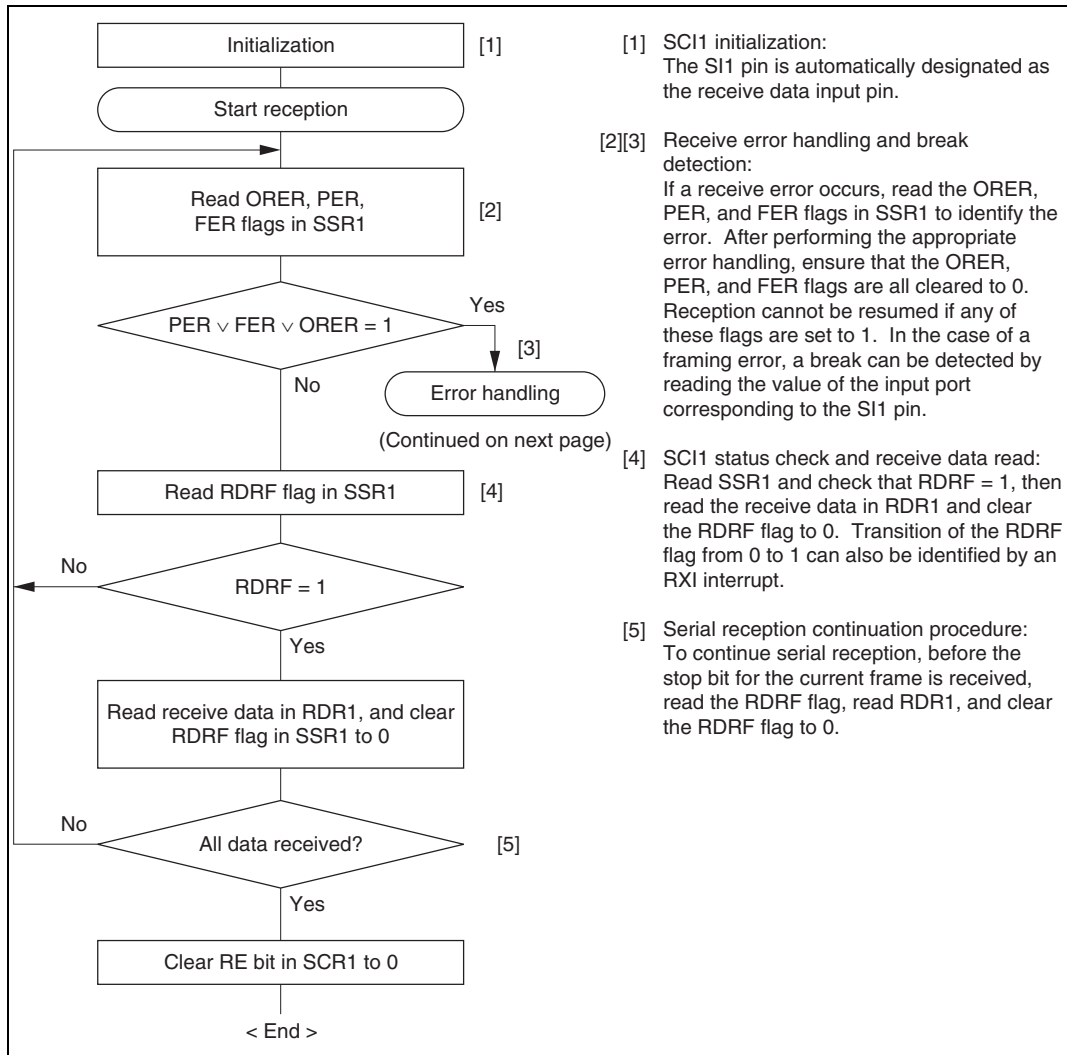 Initialization
[1]
Start reception
Read ORER, PER,
FER flags in SSR1
[2]
PER ∨ FER ∨ ORER = 1
Yes
[3]
No
Error handling
(Continued on next page)
Read RDRF flag in SSR1
[4]
No
RDRF = 1
Yes
Read receive data in RDR1, and clear
RDRF flag in SSR1 to 0
No
All data received?
[5]
Yes
Clear RE bit in SCR1 to 0
< End >
[1] SCI1 initialization:
The SI1 pin is automatically designated as
the receive data input pin.
[2][3] Receive error handling and break
detection:
If a receive error occurs, read the ORER,
PER, and FER flags in SSR1 to identify the
error. After performing the appropriate
error handling, ensure that the ORER,
PER, and FER flags are all cleared to 0.
Reception cannot be resumed if any of
these flags are set to 1. In the case of a
framing error, a break can be detected by
reading the value of the input port
corresponding to the SI1 pin.
[4] SCI1 status check and receive data read:
Read SSR1 and check that RDRF = 1, then
read the receive data in RDR1 and clear
the RDRF flag to 0. Transition of the RDRF
flag from 0 to 1 can also be identified by an
RXI interrupt.
[5] Serial reception continuation procedure:
To continue serial reception, before the
stop bit for the current frame is received,
read the RDRF flag, read RDR1, and clear
the RDRF flag to 0.